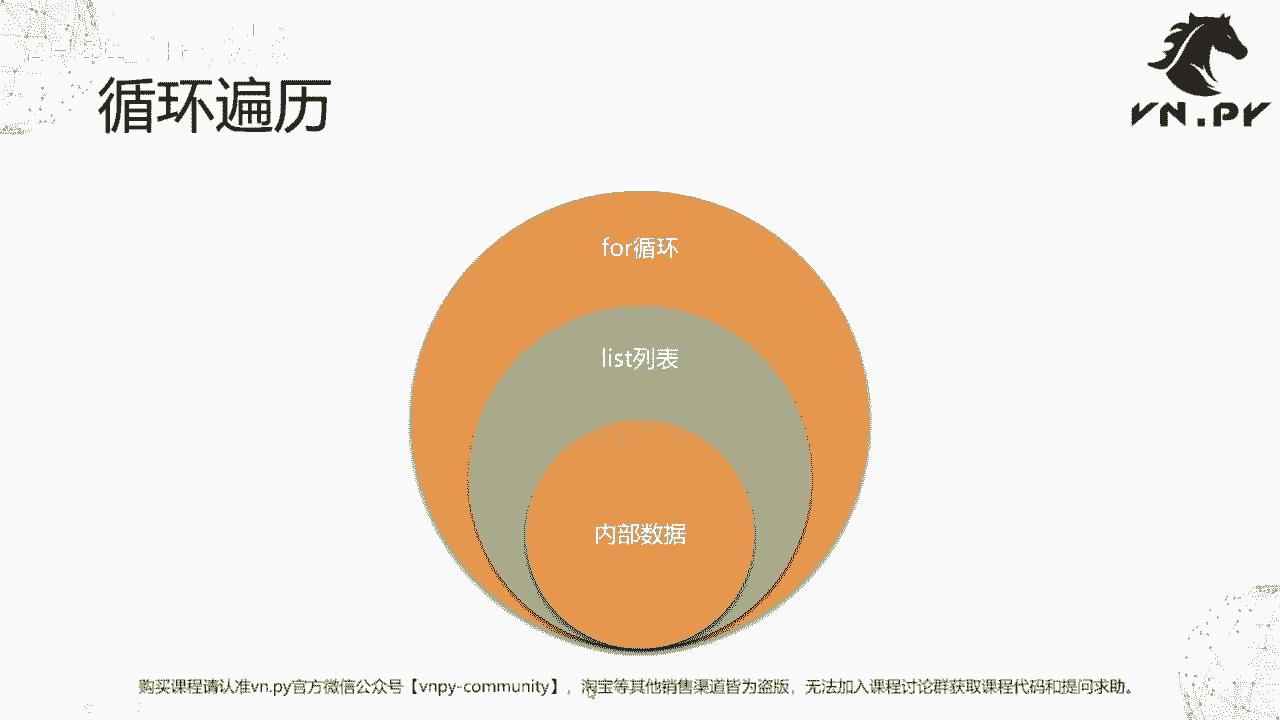 循环遍历
VN.PY
for循环
list列表
内部数据
购买课程请认准vn.py官方微信公众号【vnpy-community】，淘宝等其他销售渠道皆为盗版，无法加入课程讨论群获取课程代码和提问求助。